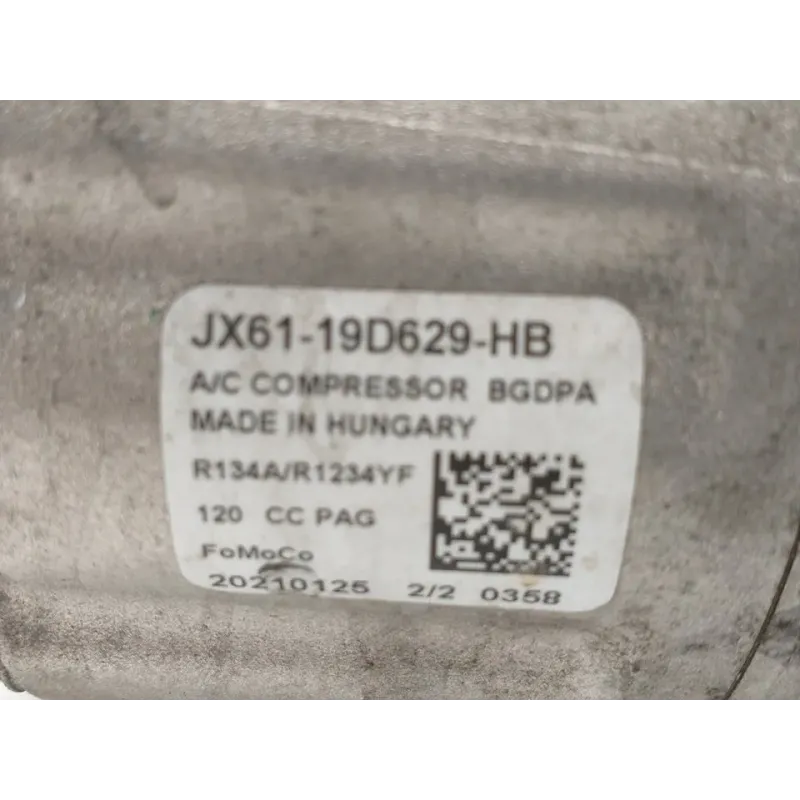 JX61-19D629-HB
A/C COMPRESSOR BGDPA
MADE IN HUNGARY
R134A/R1234YF
120 CC PAG
FoMoCo
20210125 2/2 0358